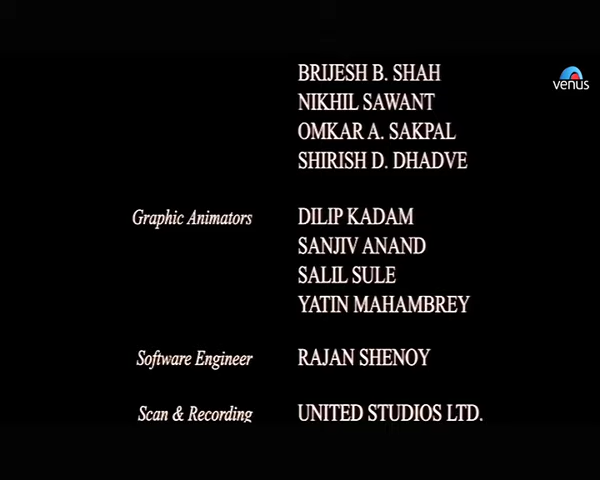 BRIJESH B. SHAH
venus
NIKHIL SAWANT
OMKAR A. SAKPAL
SHIRISH D. DHADVE
Graphic Animators DILIP KADAM
SANJIV ANAND
SALIL SULE
YATIN MAHAMBREY
Software Engineer RAJAN SHENOY
Scan & Recording UNITED STUDIOS LTD.